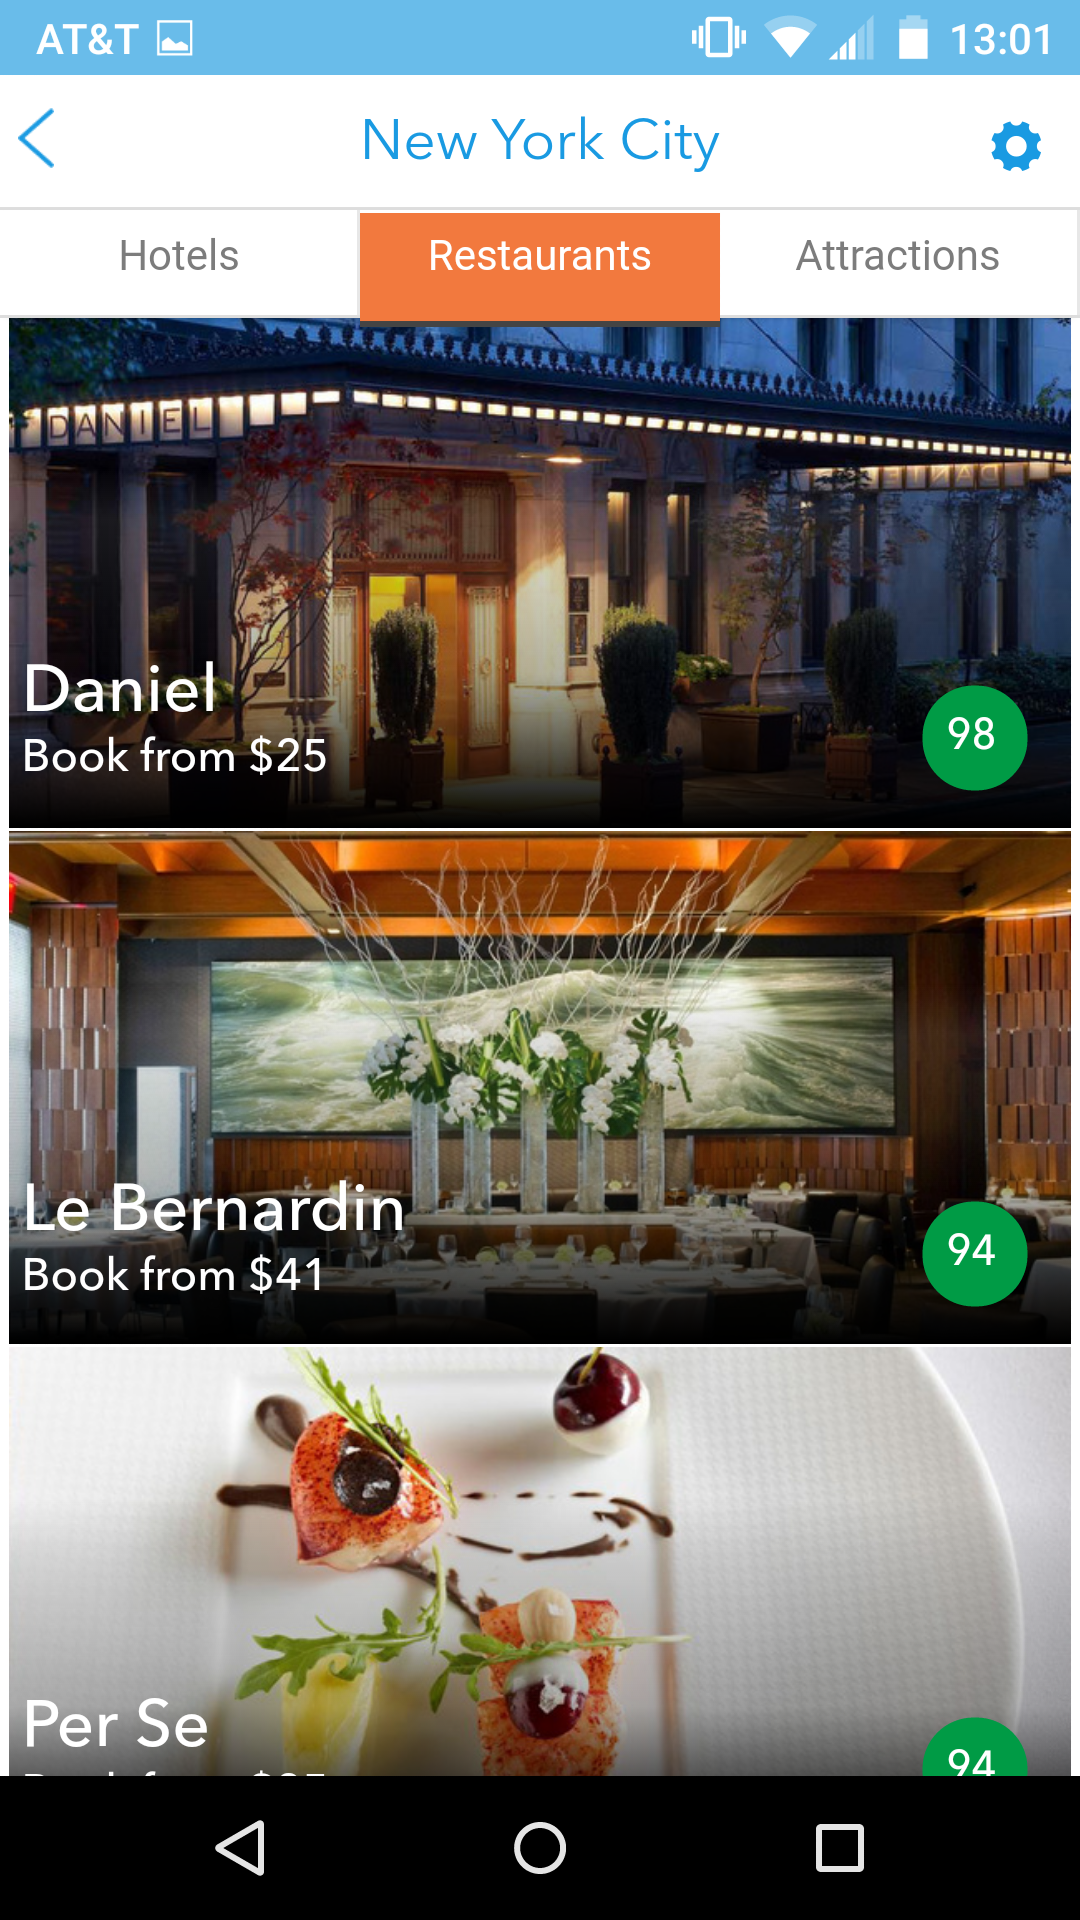 AT&T 13:01
New York City
Hotels Restaurants Attractions
DANIEL
Daniel
Book from $25
98
Le Bernardin
Book from $41
94
Per Se
94